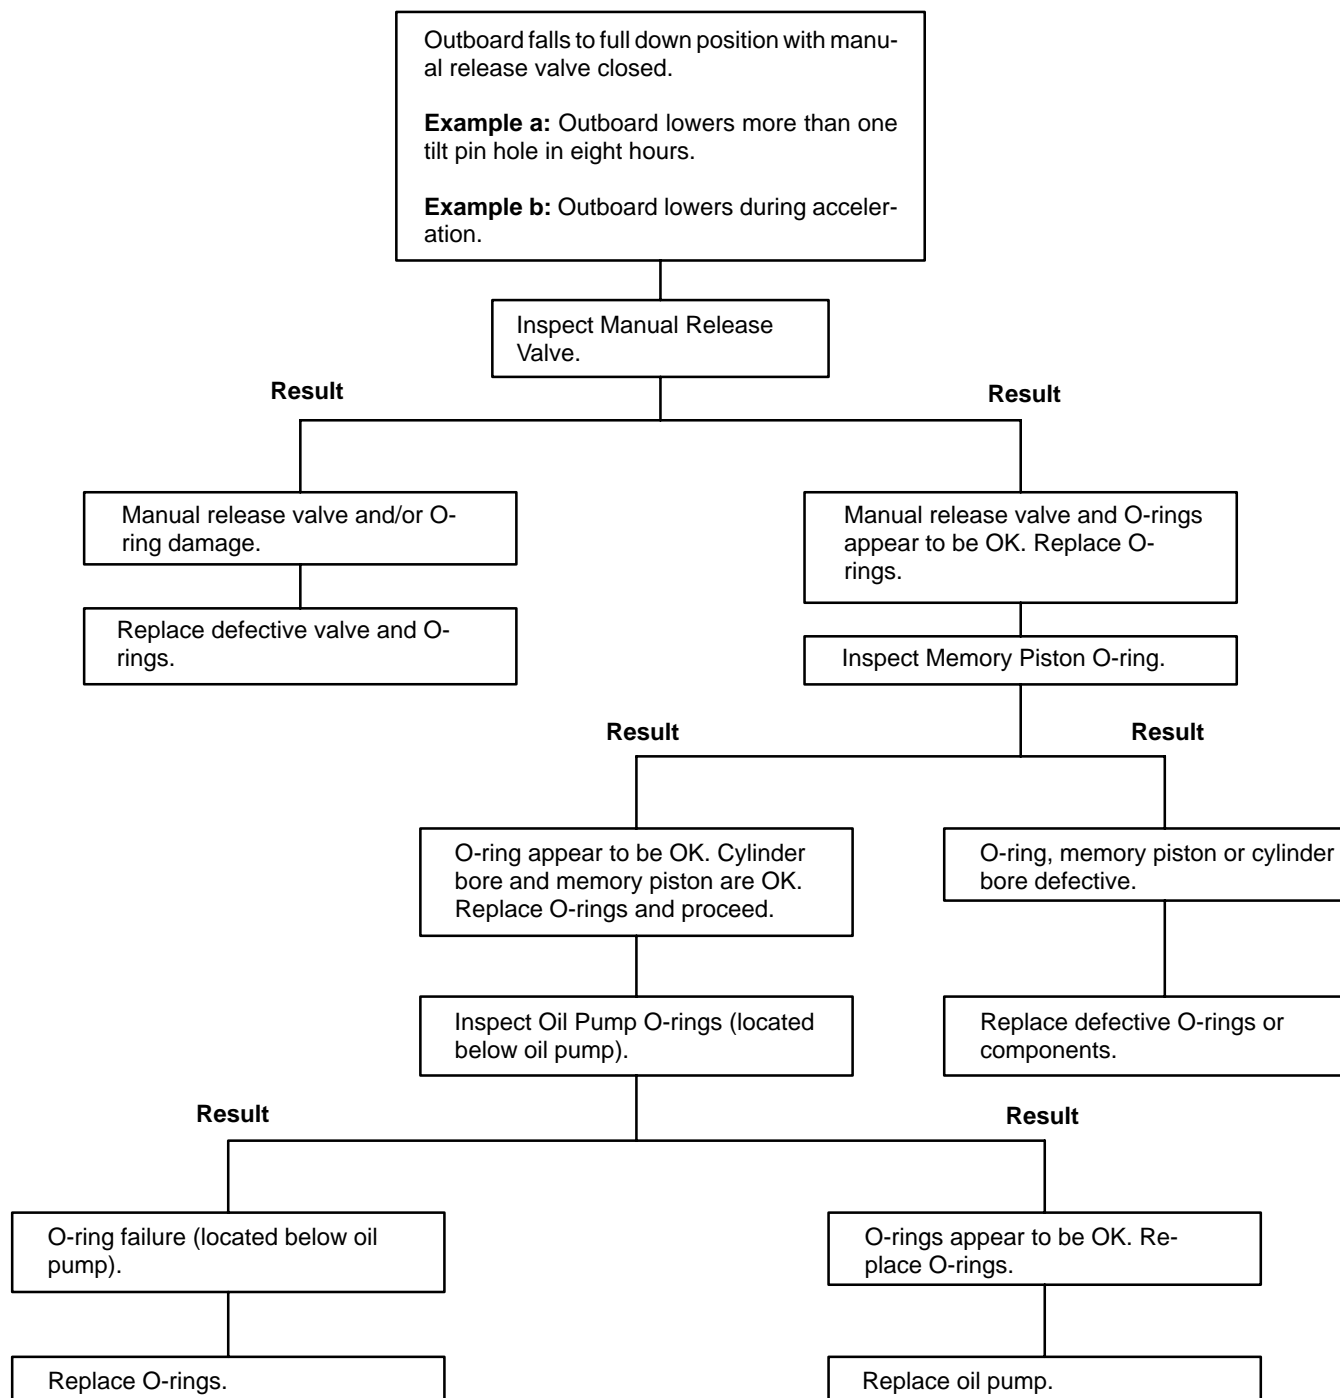 Outboard falls to full down position with manu-
al release valve closed.
Example a: Outboard lowers more than one
tilt pin hole in eight hours.
Example b: Outboard lowers during acceler-
ation.
Inspect Manual Release
Valve.
Result
Result
Manual release valve and/or O-
ring damage.
Manual release valve and O-rings
appear to be OK. Replace O-
rings.
Replace defective valve and O-
rings.
Inspect Memory Piston O-ring.
Result
Result
O-ring appear to be OK. Cylinder
bore and memory piston are OK.
Replace O-rings and proceed.
O-ring, memory piston or cylinder
bore defective.
Inspect Oil Pump O-rings (located
below oil pump).
Replace defective O-rings or
components.
Result
Result
O-ring failure (located below oil
pump).
O-rings appear to be OK. Re-
place O-rings.
Replace O-rings.
Replace oil pump.